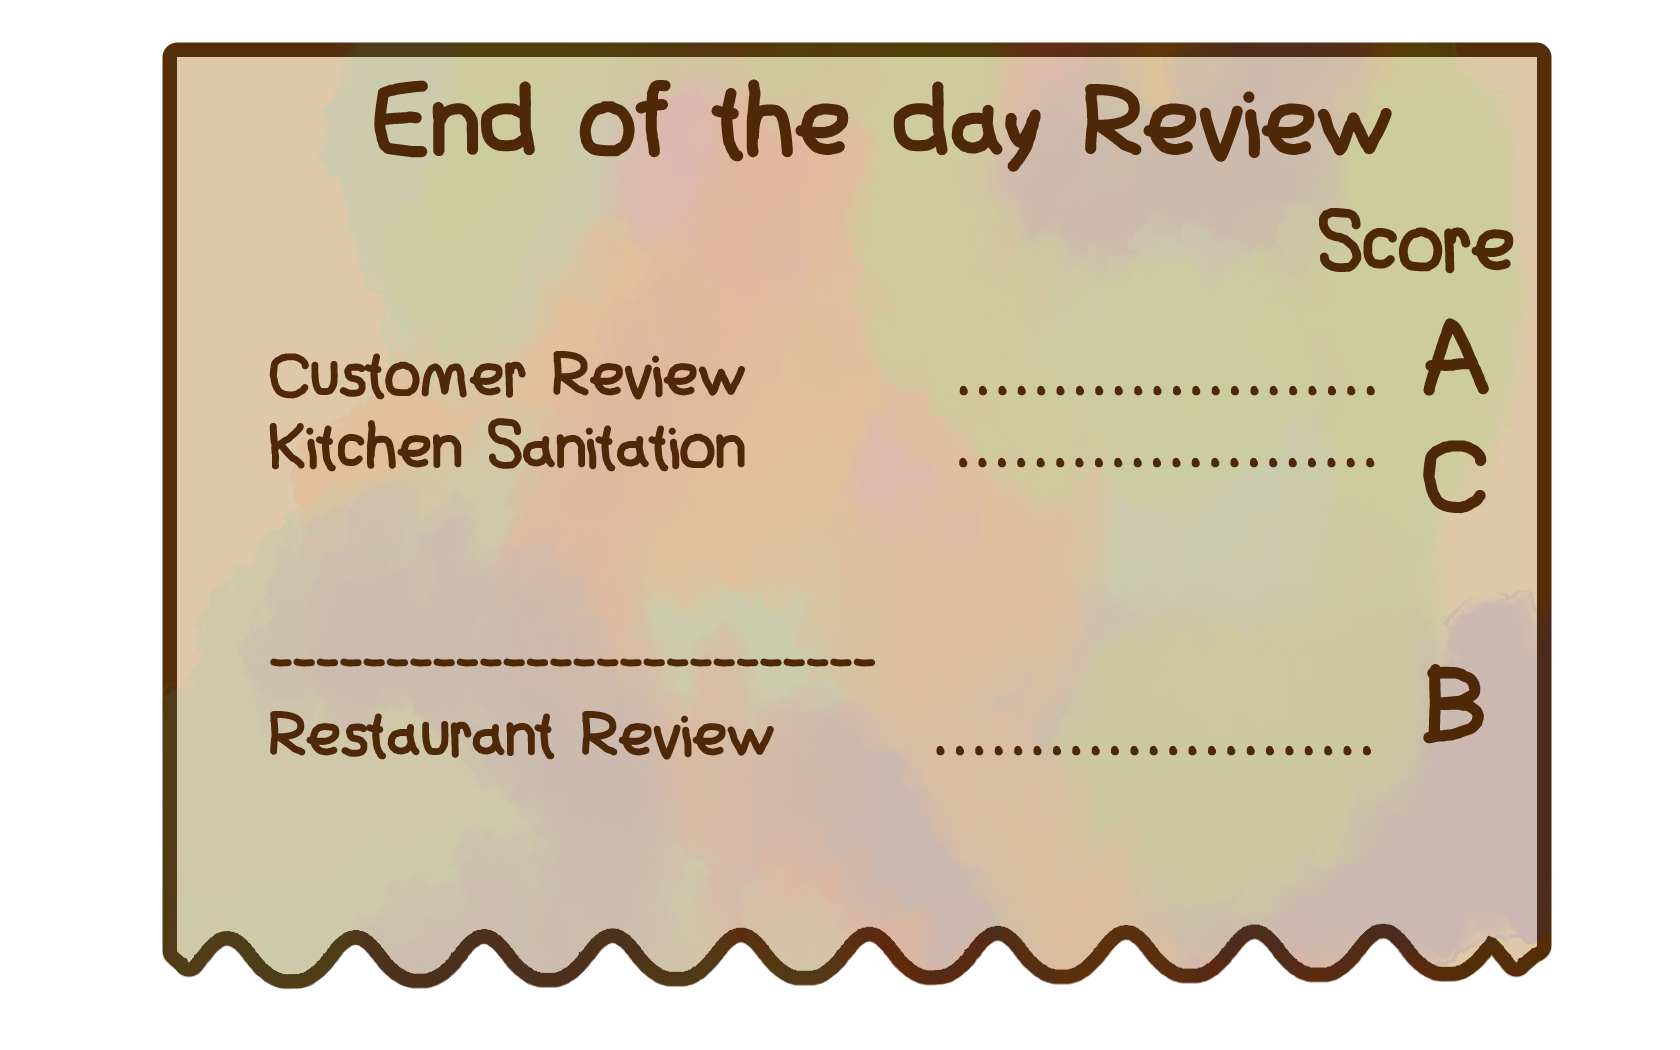 End of the day Review
Score
Customer Review ...................... A
Kitchen Sanitation ...................... C
--------------------------
Restaurant Review ....................... B